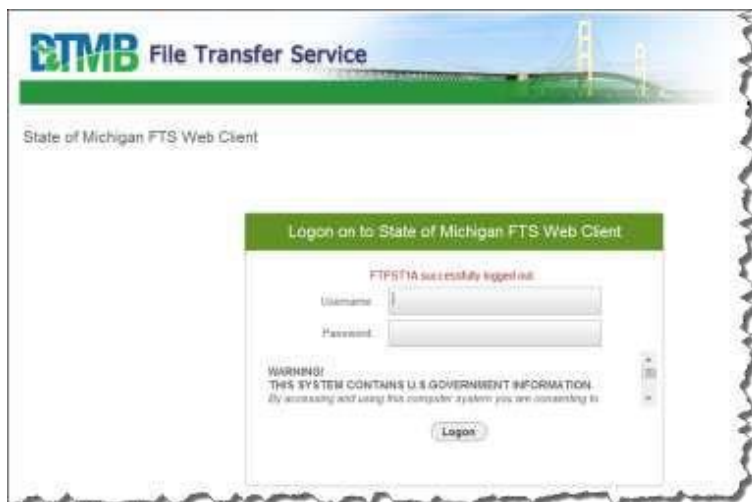 DTMB File Transfer Service
State of Michigan FTS Web Client
Logon on to State of Michigan FTS Web Client
FTPST1A successfully logged out
Username
Password
WARNING!
THIS SYSTEM CONTAINS U.S.GOVERNMENT INFORMATION.
By accessing and using this computer system you are consenting to
Logon